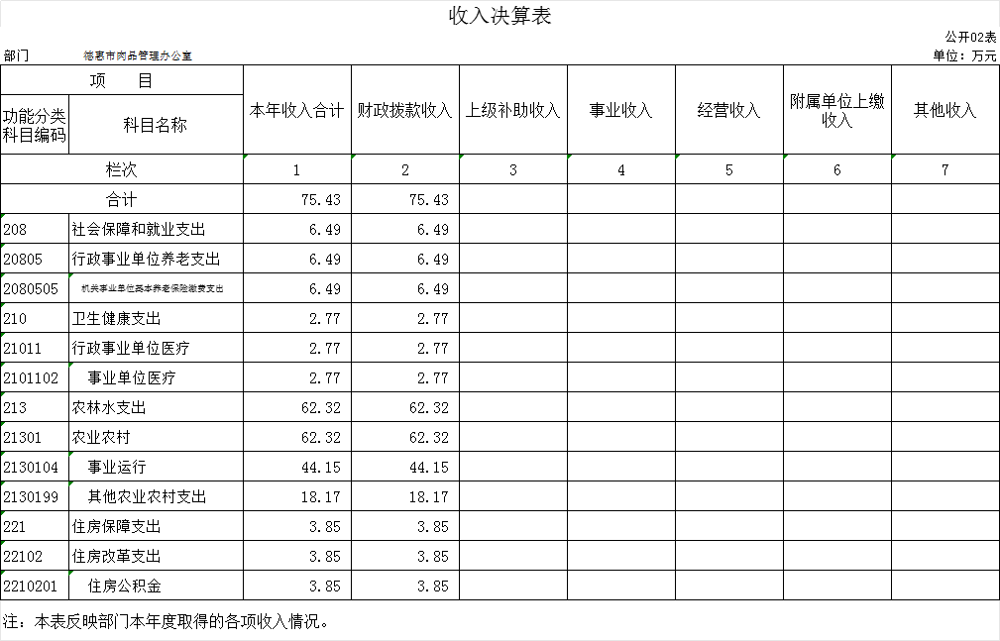 收入决算表
公开02表
部门 德惠市肉品管理办公室 单位：万元
项 目 本年收入合计 财政拨款收入 上级补助收入 事业收入 经营收入 附属单位上缴收入 其他收入
功能分类科目编码 科目名称
栏次 1 2 3 4 5 6 7
合计 75.43 75.43
208 社会保障和就业支出 6.49 6.49
20805 行政事业单位养老支出 6.49 6.49
2080505 机关事业单位基本养老保险缴费支出 6.49 6.49
210 卫生健康支出 2.77 2.77
21011 行政事业单位医疗 2.77 2.77
2101102 事业单位医疗 2.77 2.77
213 农林水支出 62.32 62.32
21301 农业农村 62.32 62.32
2130104 事业运行 44.15 44.15
2130199 其他农业农村支出 18.17 18.17
221 住房保障支出 3.85 3.85
22102 住房改革支出 3.85 3.85
2210201 住房公积金 3.85 3.85
注：本表反映部门本年度取得的各项收入情况。